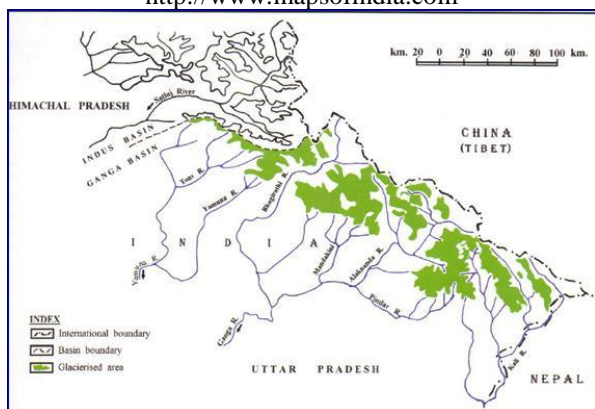 http://www.mapsofindia.com
km. 20 0 20 40 60 80 100 km.
HIMACHAL PRADESH
Satluj River
CHINA
(TIBET)
INDUS BASIN
GANGA BASIN
Tons R.
Yamuna R.
Bhagirathi R.
I N D I A
Mandakini
Alaknanda R.
Pindar R.
Yamuna R.
Ganga R.
Kali R.
INDEX
International boundary
Basin boundary
Glacierised area
UTTAR PRADESH
NEPAL